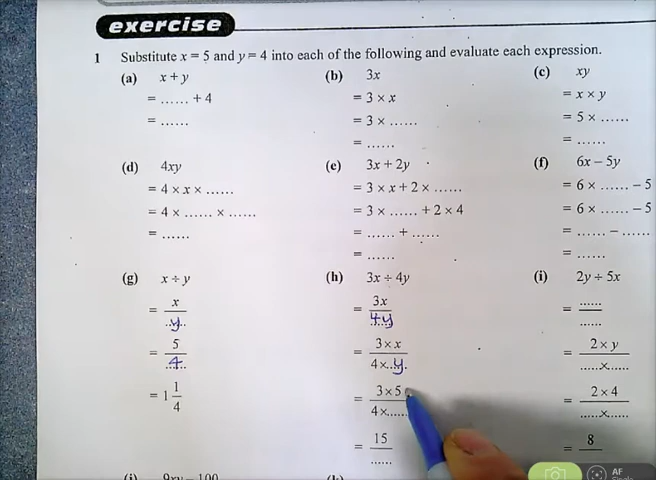 exercise
1 Substitute x = 5 and y = 4 into each of the following and evaluate each expression.
(a) x + y
= ...... + 4
= ......
(b) 3x
= 3 × x
= 3 × ......
= ......
(c) xy
= x × y
= 5 × ......
= ......
(d) 4xy
= 4 × x × ......
= 4 × ...... × ......
= ......
(e) 3x + 2y
= 3 × x + 2 × ......
= 3 × ...... + 2 × 4
= ...... + ......
= ......
(f) 6x – 5y
= 6 × ...... – 5
= 6 × ...... – 5
= ...... – ......
= ......
(g) x ÷ y
= x
y
= 5
4
= 1 1
4
(h) 3x ÷ 4y
= 3x
4y
= 3 × x
4 × y
= 3 × 5
4 × ......
= 15
......
(i) 2y ÷ 5x
= ......
......
= 2 × y
...... × ......
= 2 × 4
...... × ......
= 8
AF